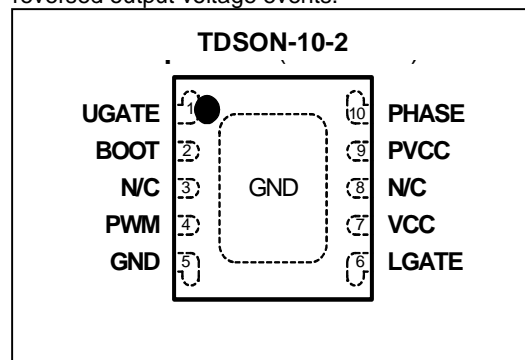 reversed output voltage events.
TDSON-10-2
UGATE 1 10 PHASE
BOOT 2 9 PVCC
N/C 3 GND 8 N/C
PWM 4 7 VCC
GND 5 6 LGATE